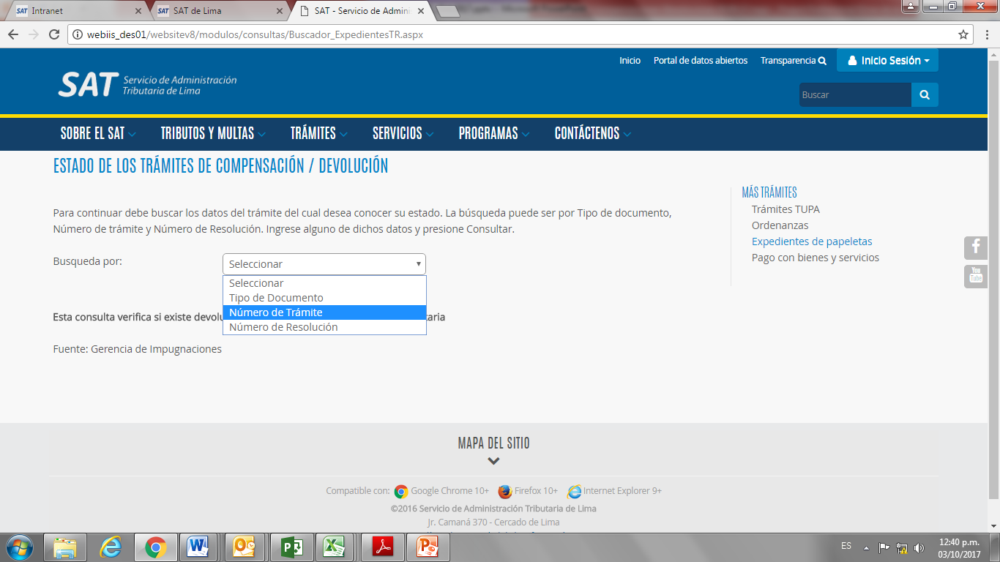 SAT Intranet
SAT SAT de Lima
SAT - Servicio de Admini
webiis_des01/websitev8/modulos/consultas/Buscador_ExpedientesTR.aspx
Inicio Portal de datos abiertos Transparencia Inicio Sesión
SAT Servicio de Administración
Tributaria de Lima
Buscar
SOBRE EL SAT TRIBUTOS Y MULTAS TRÁMITES SERVICIOS PROGRAMAS CONTÁCTENOS
ESTADO DE LOS TRÁMITES DE COMPENSACIÓN / DEVOLUCIÓN
Para continuar debe buscar los datos del trámite del cual desea conocer su estado. La búsqueda puede ser por Tipo de documento,
Número de trámite y Número de Resolución. Ingrese alguno de dichos datos y presione Consultar.
Busqueda por: Seleccionar
Seleccionar
Tipo de Documento
Número de Trámite
Número de Resolución
Esta consulta verifica si existe devolu taria
Fuente: Gerencia de Impugnaciones
MÁS TRÁMITES
Trámites TUPA
Ordenanzas
Expedientes de papeletas
Pago con bienes y servicios
You
Tube
MAPA DEL SITIO
Compatible con: Google Chrome 10+ Firefox 10+ Internet Explorer 9+
©2016 Servicio de Administración Tributaria de Lima
Jr. Camaná 370 - Cercado de Lima
ES 12:40 p.m.
03/10/2017